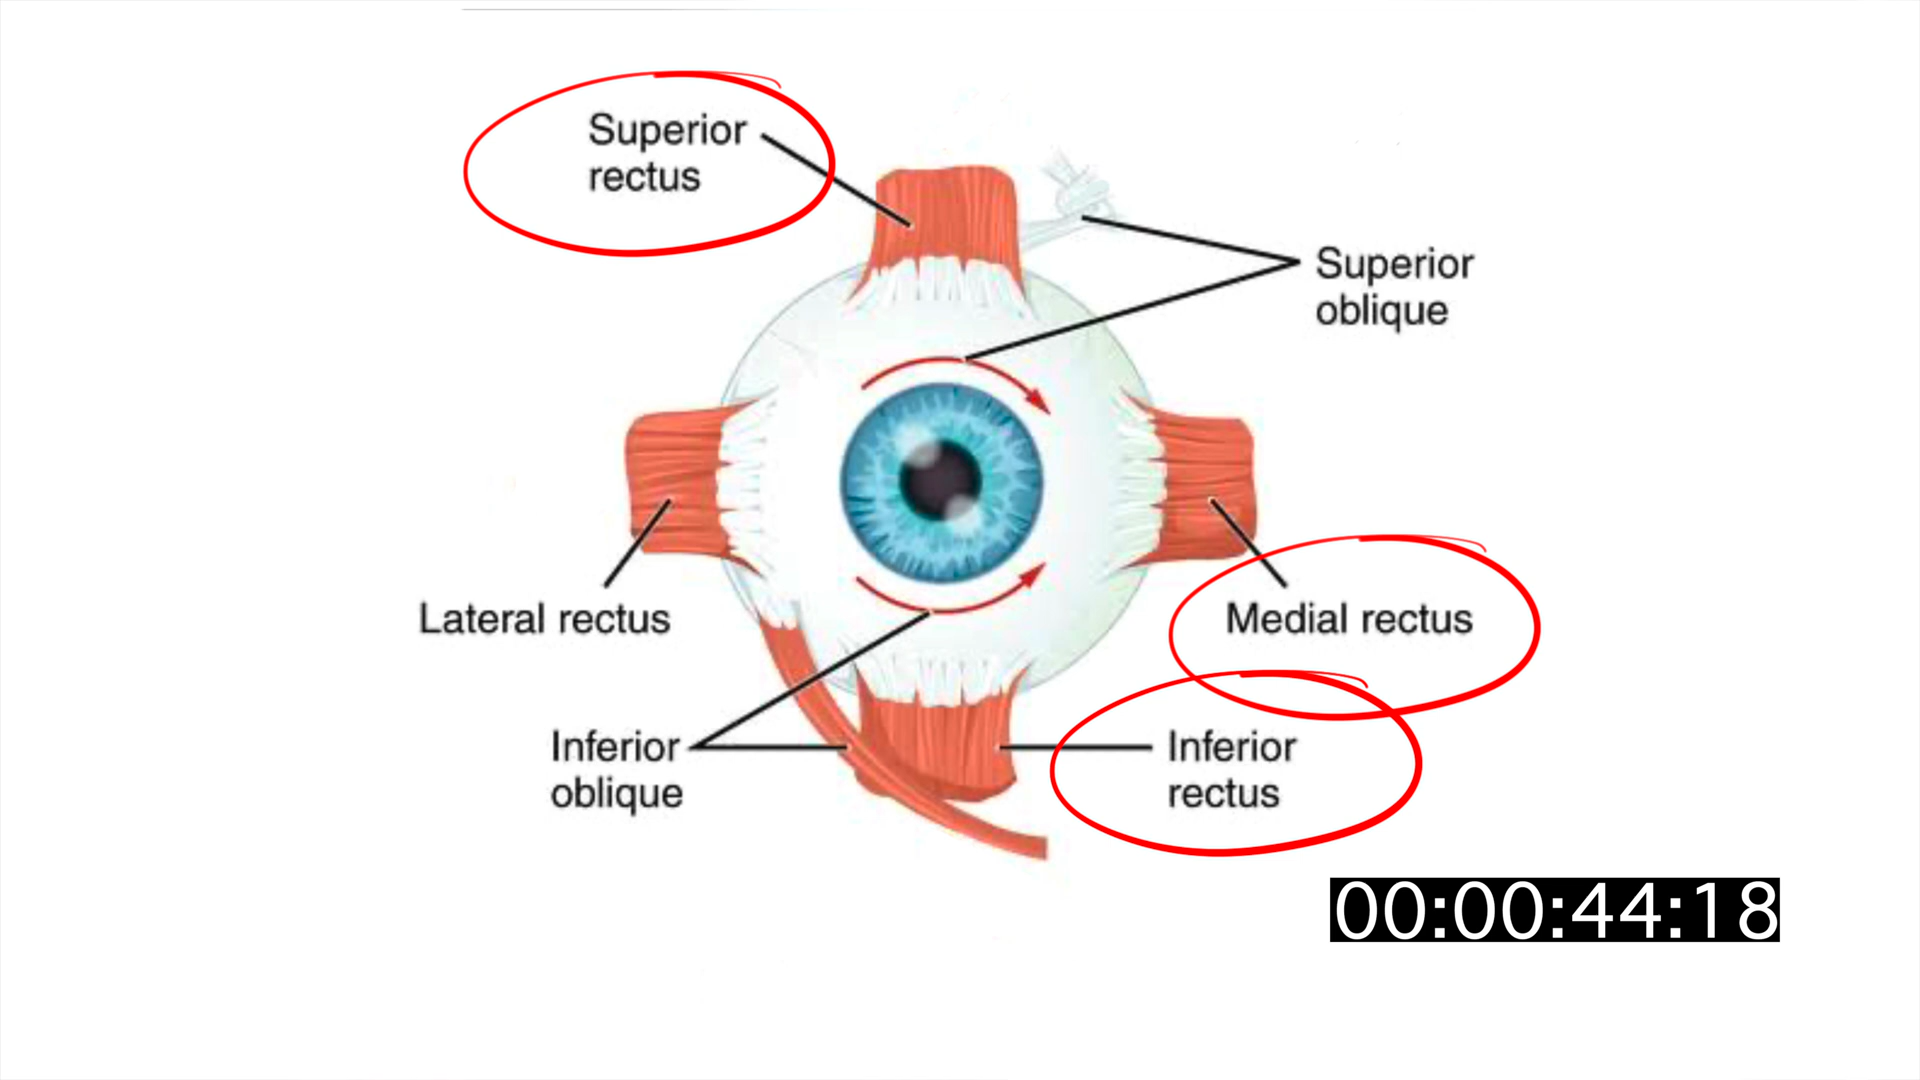 Superior
rectus
Superior
oblique
Lateral rectus
Medial rectus
Inferior
oblique
Inferior
rectus
00:00:44:18